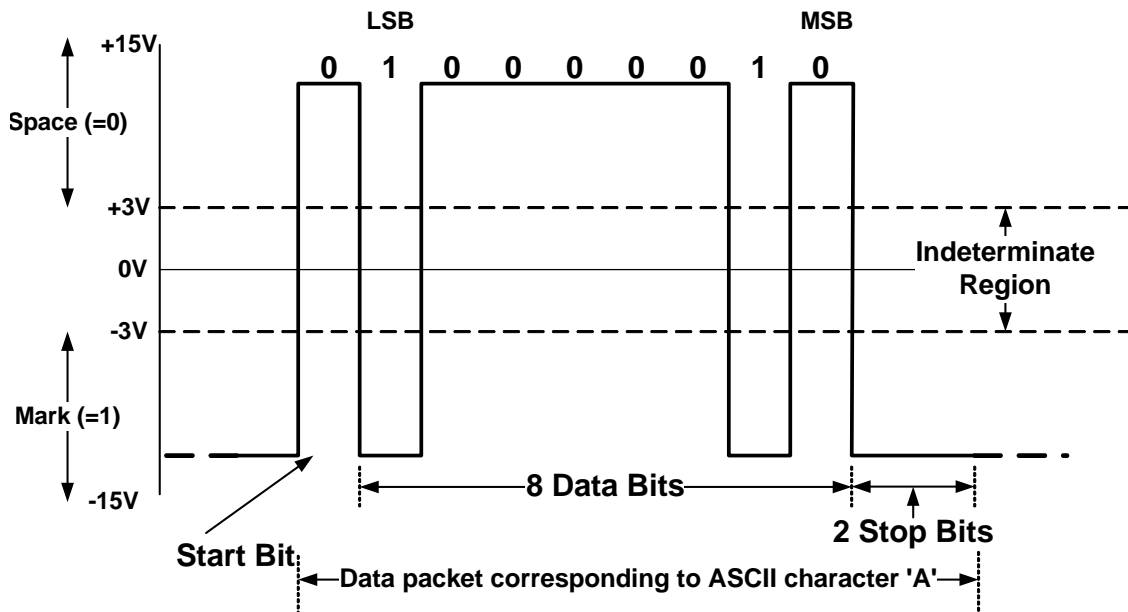 LSB MSB
+15V
0 1 0 0 0 0 0 1 0
Space (=0)
+3V
Indeterminate
Region
0V
-3V
Mark (=1)
8 Data Bits
-15V
2 Stop Bits
Start Bit
Data packet corresponding to ASCII character 'A'